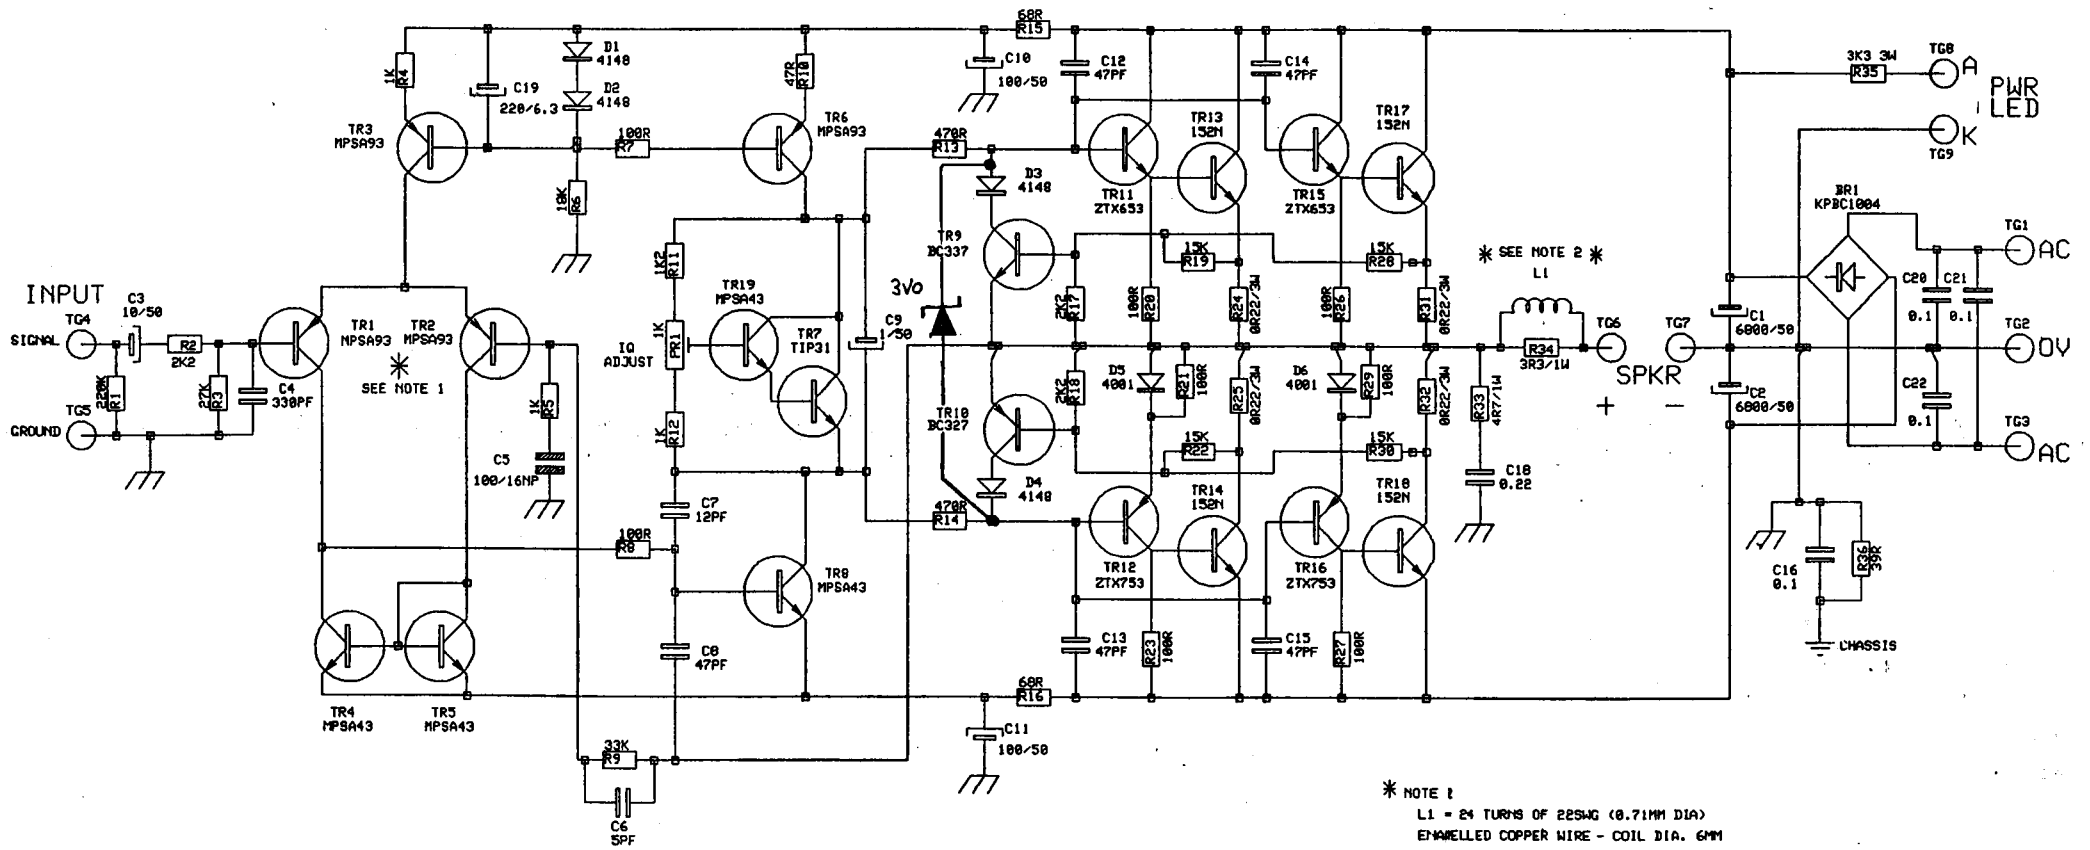 68R
R15
1K
R4
C19
220/6.3
D1
4148
D2
4148
47R
R10
C10
100/50
C12
47PF
C14
47PF
3K3 3W
R35
TG8
A
PWR
LED
K
TG9
TR3
MPSA93
100R
R7
TR6
MPSA93
470R
R13
TR13
152N
TR17
152N
D3
4148
TR11
ZTX653
TR15
ZTX653
R6
BR1
KPBC1004
TG1
AC
1K2
R11
TR9
BC337
15K
R19
15K
R28
* SEE NOTE 2 *
L1
INPUT
C3
10/50
TG4
SIGNAL
R2
2K2
TR1
MPSA93
TR2
MPSA93
*
SEE NOTE 1
TR19
MPSA43
TR7
TIP31
C9
1/50
3V0
2K2
R17
100R
R20
R24
0R22/3W
100R
R26
R31
0R22/3W
C20
0.1
C21
0.1
C1
6800/50
TG2
0V
IQ
ADJUST
1K
PR1
TG6
TG7
R34
3R3/1W
SPKR
+ -
220K
R1
27K
R3
C4
330PF
TG5
GROUND
1K
R5
1K
R12
2K2
R18
D5
4001
R21
100R
R25
0R22/3W
D6
4001
R29
100R
R32
0R22/3W
R33
4R7/1W
C2
6800/50
C22
0.1
TG3
AC
TR10
BC327
15K
R22
15K
R30
C5
100/16NP
C7
12PF
D4
4148
C18
0.22
100R
R8
470R
R14
TR14
152N
TR18
152N
TR8
MPSA43
TR12
ZTX753
TR16
ZTX753
C16
0.1
R36
39R
C8
47PF
C13
47PF
R23
100R
C15
47PF
R27
100R
CHASSIS
68R
R16
TR4
MPSA43
TR5
MPSA43
C11
100/50
33K
R9
C6
5PF
* NOTE
L1 = 24 TURNS OF 22SWG (0.71MM DIA)
ENAMELLED COPPER WIRE - COIL DIA. 6MM